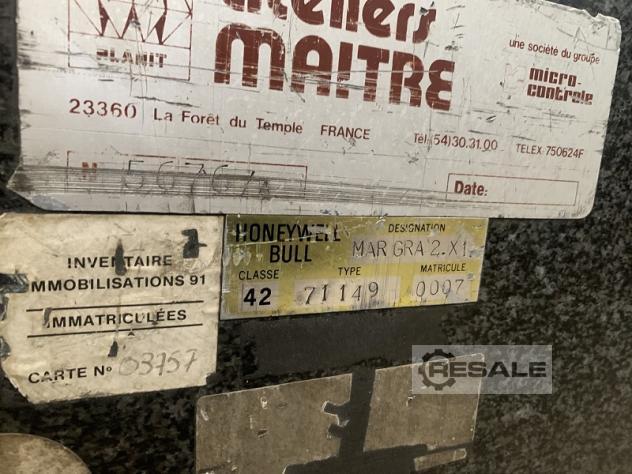 ateliers
MAITRE
une société du groupe
micro-
controle
23360 La Forêt du Temple FRANCE
Tél. (54) 30.31.00 TELEX: 750624F
N
Date:
HONEYWELL
BULL
DESIGNATION
MAR GRA 2 X1
CLASSE TYPE MATRICULE
42 71149 0007
INVENTAIRE
IMMOBILISATIONS 91
IMMATRICULÉES
CARTE N° 03757
RESALE